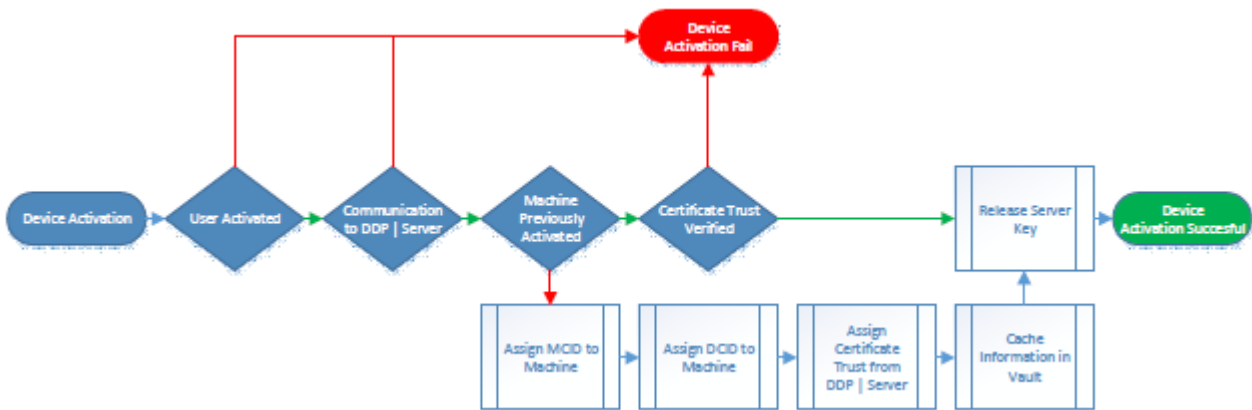 Device
Activation Fail
Device Activation
User Activated
Communication
to DDP | Server
Machine
Previously
Activated
Certificate Trust
Verified
Release Server
Key
Device
Activation Succesful
Assign MCID to
Machine
Assign DCID to
Machine
Assign
Certificate
Trust from
DDP | Server
Cache
Information in
Vault